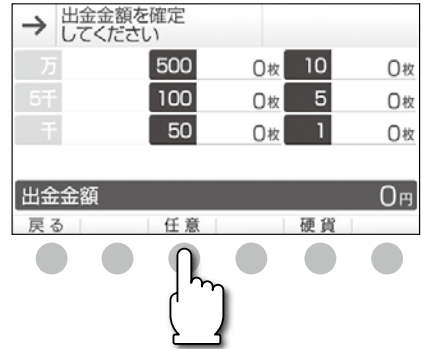 出金金額を確定
してください
万 500 0枚 10 0枚
5千 100 0枚 5 0枚
千 50 0枚 1 0枚
出金金額 0円
戻る 任意 硬貨